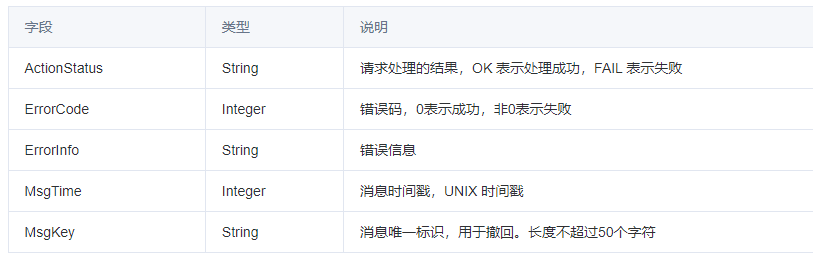 字段 类型 说明
ActionStatus String 请求处理的结果，OK 表示处理成功，FAIL 表示失败
ErrorCode Integer 错误码，0表示成功，非0表示失败
ErrorInfo String 错误信息
MsgTime Integer 消息时间戳，UNIX 时间戳
MsgKey String 消息唯一标识，用于撤回。长度不超过50个字符